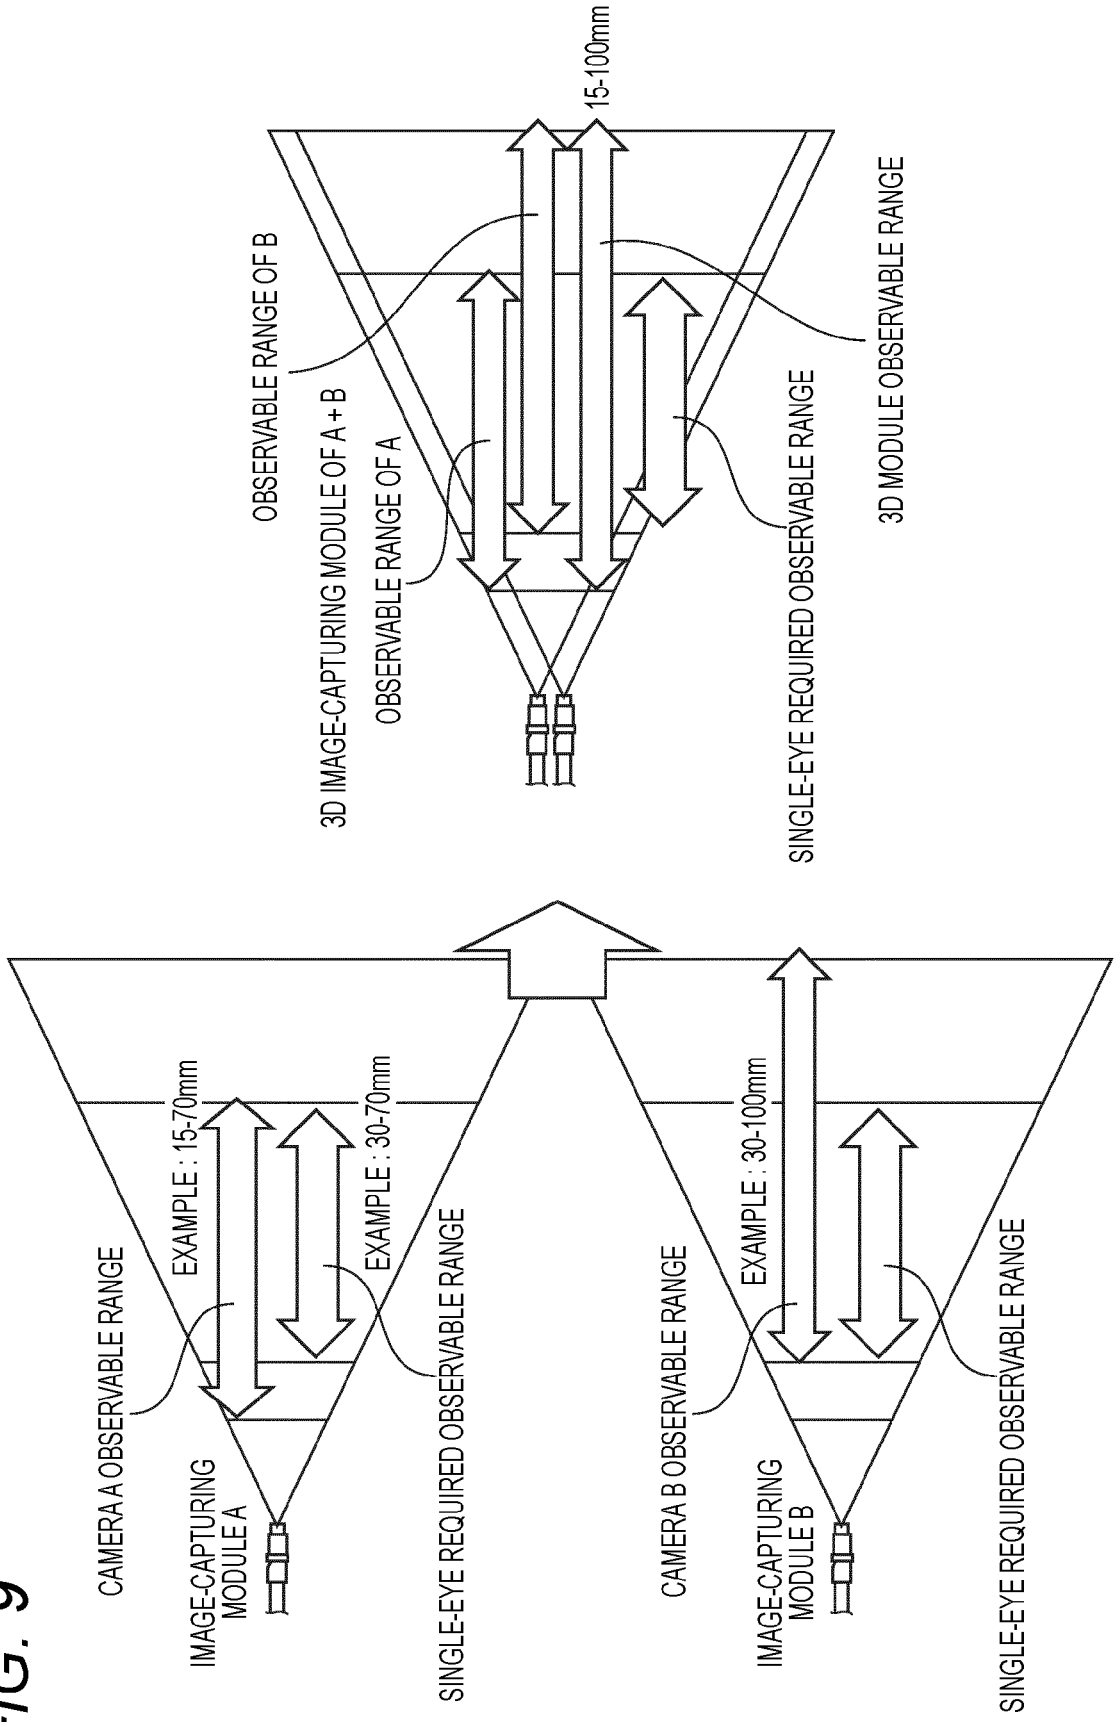 FIG. 9
CAMERA A OBSERVABLE RANGE
EXAMPLE : 15-70mm
IMAGE-CAPTURING
MODULE A
EXAMPLE : 30-70mm
SINGLE-EYE REQUIRED OBSERVABLE RANGE
CAMERA B OBSERVABLE RANGE
EXAMPLE : 30-100mm
IMAGE-CAPTURING
MODULE B
SINGLE-EYE REQUIRED OBSERVABLE RANGE
OBSERVABLE RANGE OF B
3D IMAGE-CAPTURING MODULE OF A + B
OBSERVABLE RANGE OF A
15-100mm
SINGLE-EYE REQUIRED OBSERVABLE RANGE
3D MODULE OBSERVABLE RANGE